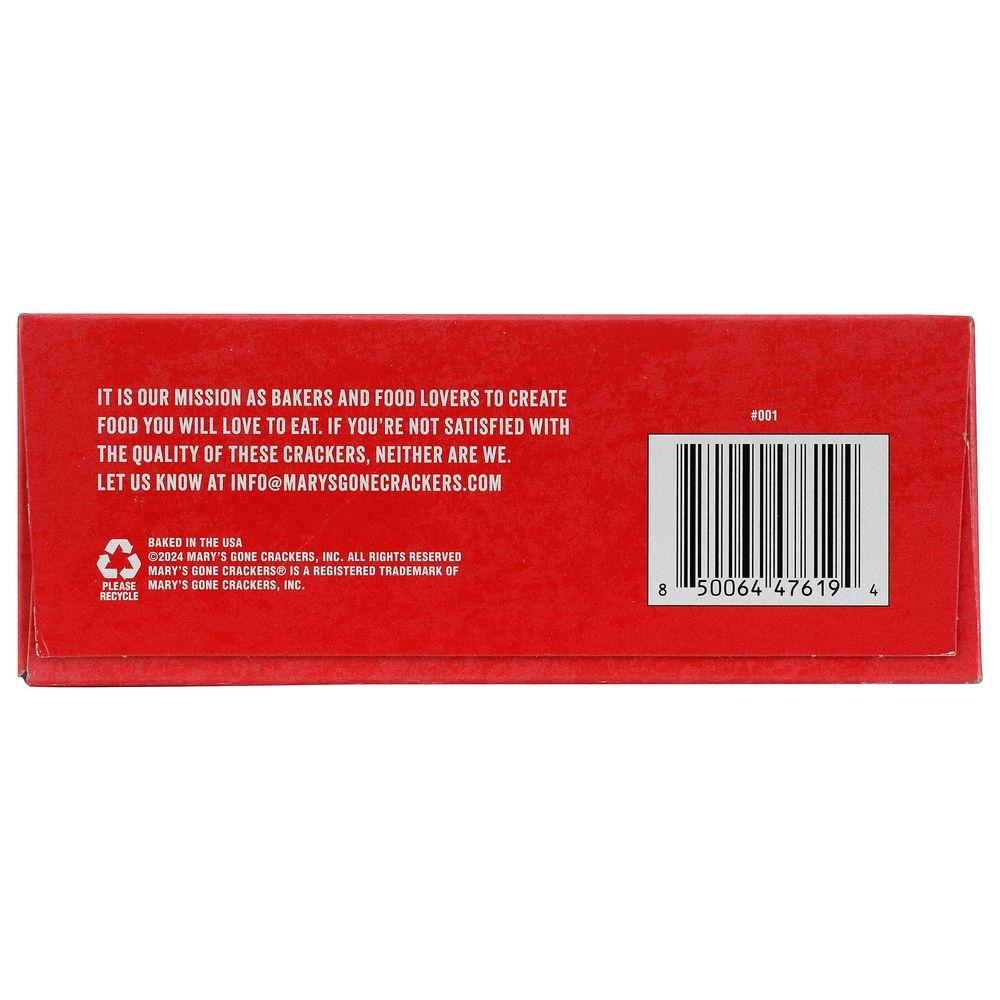 IT IS OUR MISSION AS BAKERS AND FOOD LOVERS TO CREATE
FOOD YOU WILL LOVE TO EAT. IF YOU'RE NOT SATISFIED WITH
THE QUALITY OF THESE CRACKERS, NEITHER ARE WE.
LET US KNOW AT INFO@MARYSGONECRACKERS.COM
PLEASE
RECYCLE
BAKED IN THE USA
©2024 MARY'S GONE CRACKERS, INC. ALL RIGHTS RESERVED
MARY'S GONE CRACKERS® IS A REGISTERED TRADEMARK OF
MARY'S GONE CRACKERS, INC.
#001
8 50064 47619 4